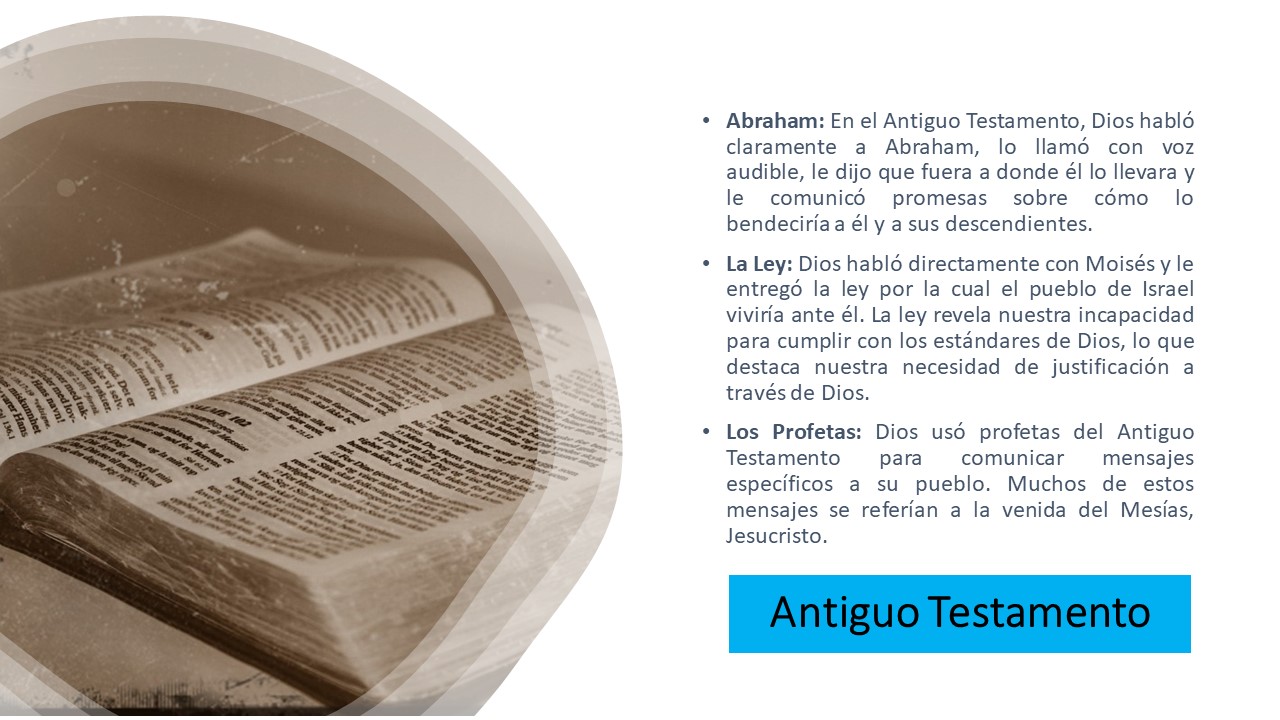 • Abraham: En el Antiguo Testamento, Dios habló
claramente a Abraham, lo llamó con voz
audible, le dijo que fuera a donde él lo llevara y
le comunicó promesas sobre cómo lo
bendeciría a él y a sus descendientes.
• La Ley: Dios habló directamente con Moisés y le
entregó la ley por la cual el pueblo de Israel
viviría ante él. La ley revela nuestra incapacidad
para cumplir con los estándares de Dios, lo que
destaca nuestra necesidad de justificación a
través de Dios.
• Los Profetas: Dios usó profetas del Antiguo
Testamento para comunicar mensajes
específicos a su pueblo. Muchos de estos
mensajes se referían a la venida del Mesías,
Jesucristo.
Antiguo Testamento